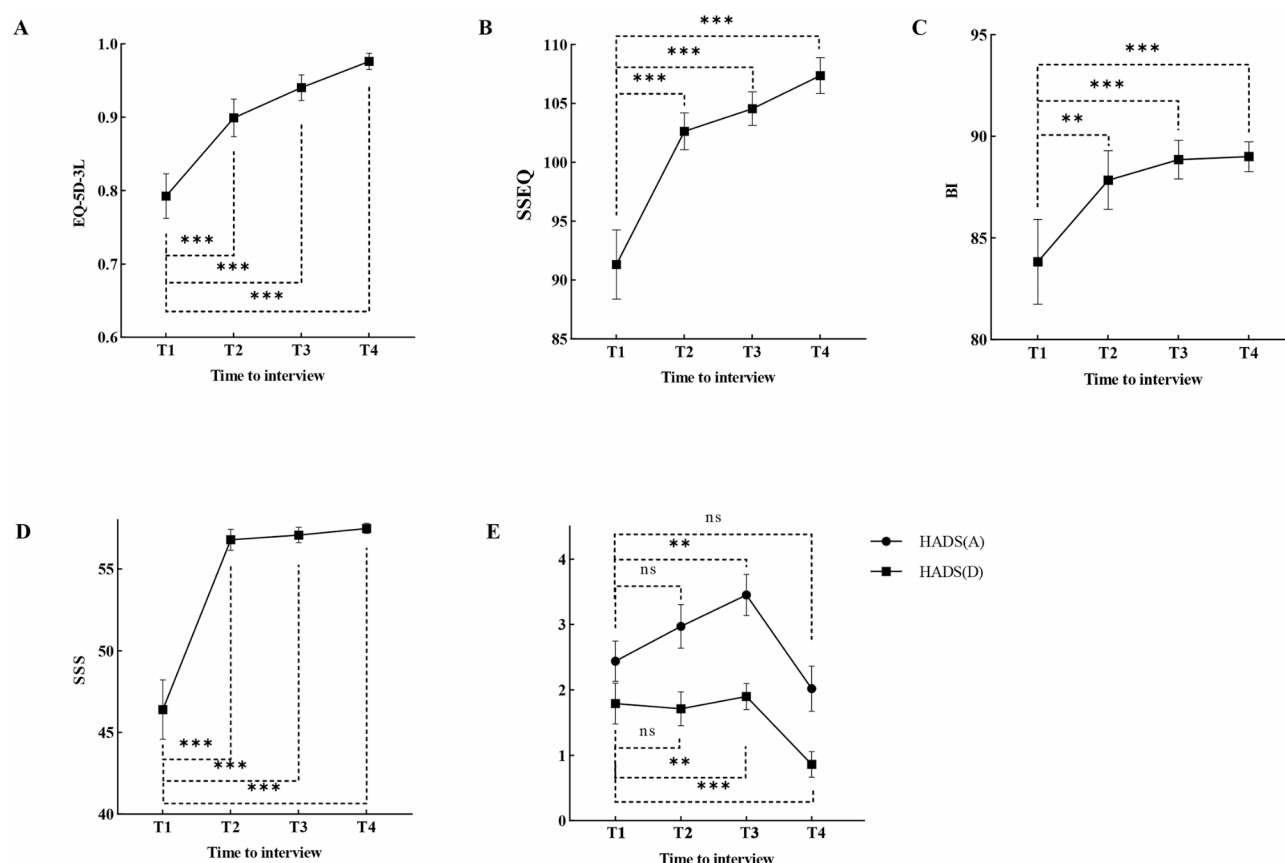 A
1.0
0.9
0.8
0.7
0.6
EQ-5D-3L
***
***
***
T1 T2 T3 T4
Time to interview
B
110
105
100
95
90
85
SSEQ
***
***
***
T1 T2 T3 T4
Time to interview
C
95
90
85
80
BI
***
***
**
T1 T2 T3 T4
Time to interview
D
55
50
45
40
SSS
***
***
***
T1 T2 T3 T4
Time to interview
E
4
3
2
1
0
ns
**
ns
ns
**
***
T1 T2 T3 T4
Time to interview
HADS(A)
HADS(D)